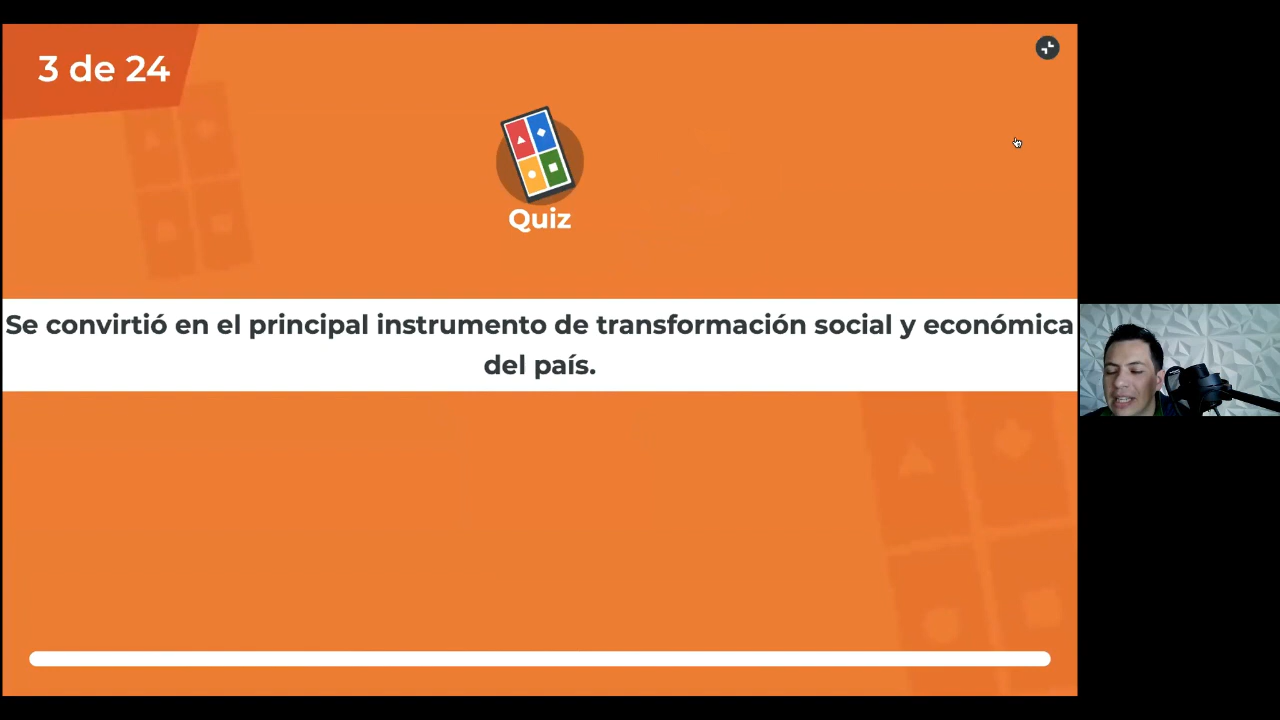 3 de 24
Quiz
Se convirtió en el principal instrumento de transformación social y económica
del país.